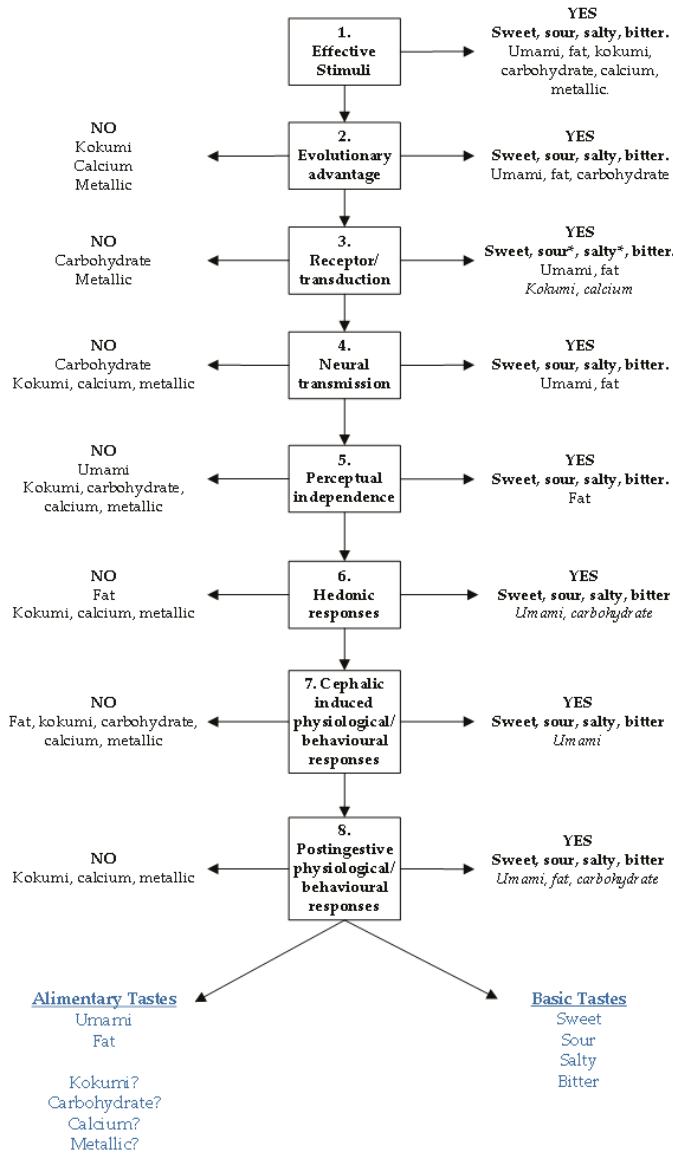 1.
Effective
Stimuli
YES
Sweet, sour, salty, bitter.
Umami, fat, kokumi,
carbohydrate, calcium,
metallic.
NO
Kokumi
Calcium
Metallic
2.
Evolutionary
advantage
YES
Sweet, sour, salty, bitter.
Umami, fat, carbohydrate
NO
Carbohydrate
Metallic
3.
Receptor/
transduction
YES
Sweet, sour*, salty*, bitter.
Umami, fat
Kokumi, calcium
NO
Carbohydrate
Kokumi, calcium, metallic
4.
Neural
transmission
YES
Sweet, sour, salty, bitter.
Umami, fat
NO
Umami
Kokumi, carbohydrate,
calcium, metallic
5.
Perceptual
independence
YES
Sweet, sour, salty, bitter.
Fat
NO
Fat
Kokumi, calcium, metallic
6.
Hedonic
responses
YES
Sweet, sour, salty, bitter
Umami, carbohydrate
NO
Fat, kokumi, carbohydrate,
calcium, metallic
7. Cephalic
induced
physiological/
behavioural
responses
YES
Sweet, sour, salty, bitter
Umami
NO
Kokumi, calcium, metallic
8.
Postingestive
physiological/
behavioural
responses
YES
Sweet, sour, salty, bitter
Umami, fat, carbohydrate
Alimentary Tastes
Umami
Fat
Kokumi?
Carbohydrate?
Calcium?
Metallic?
Basic Tastes
Sweet
Sour
Salty
Bitter